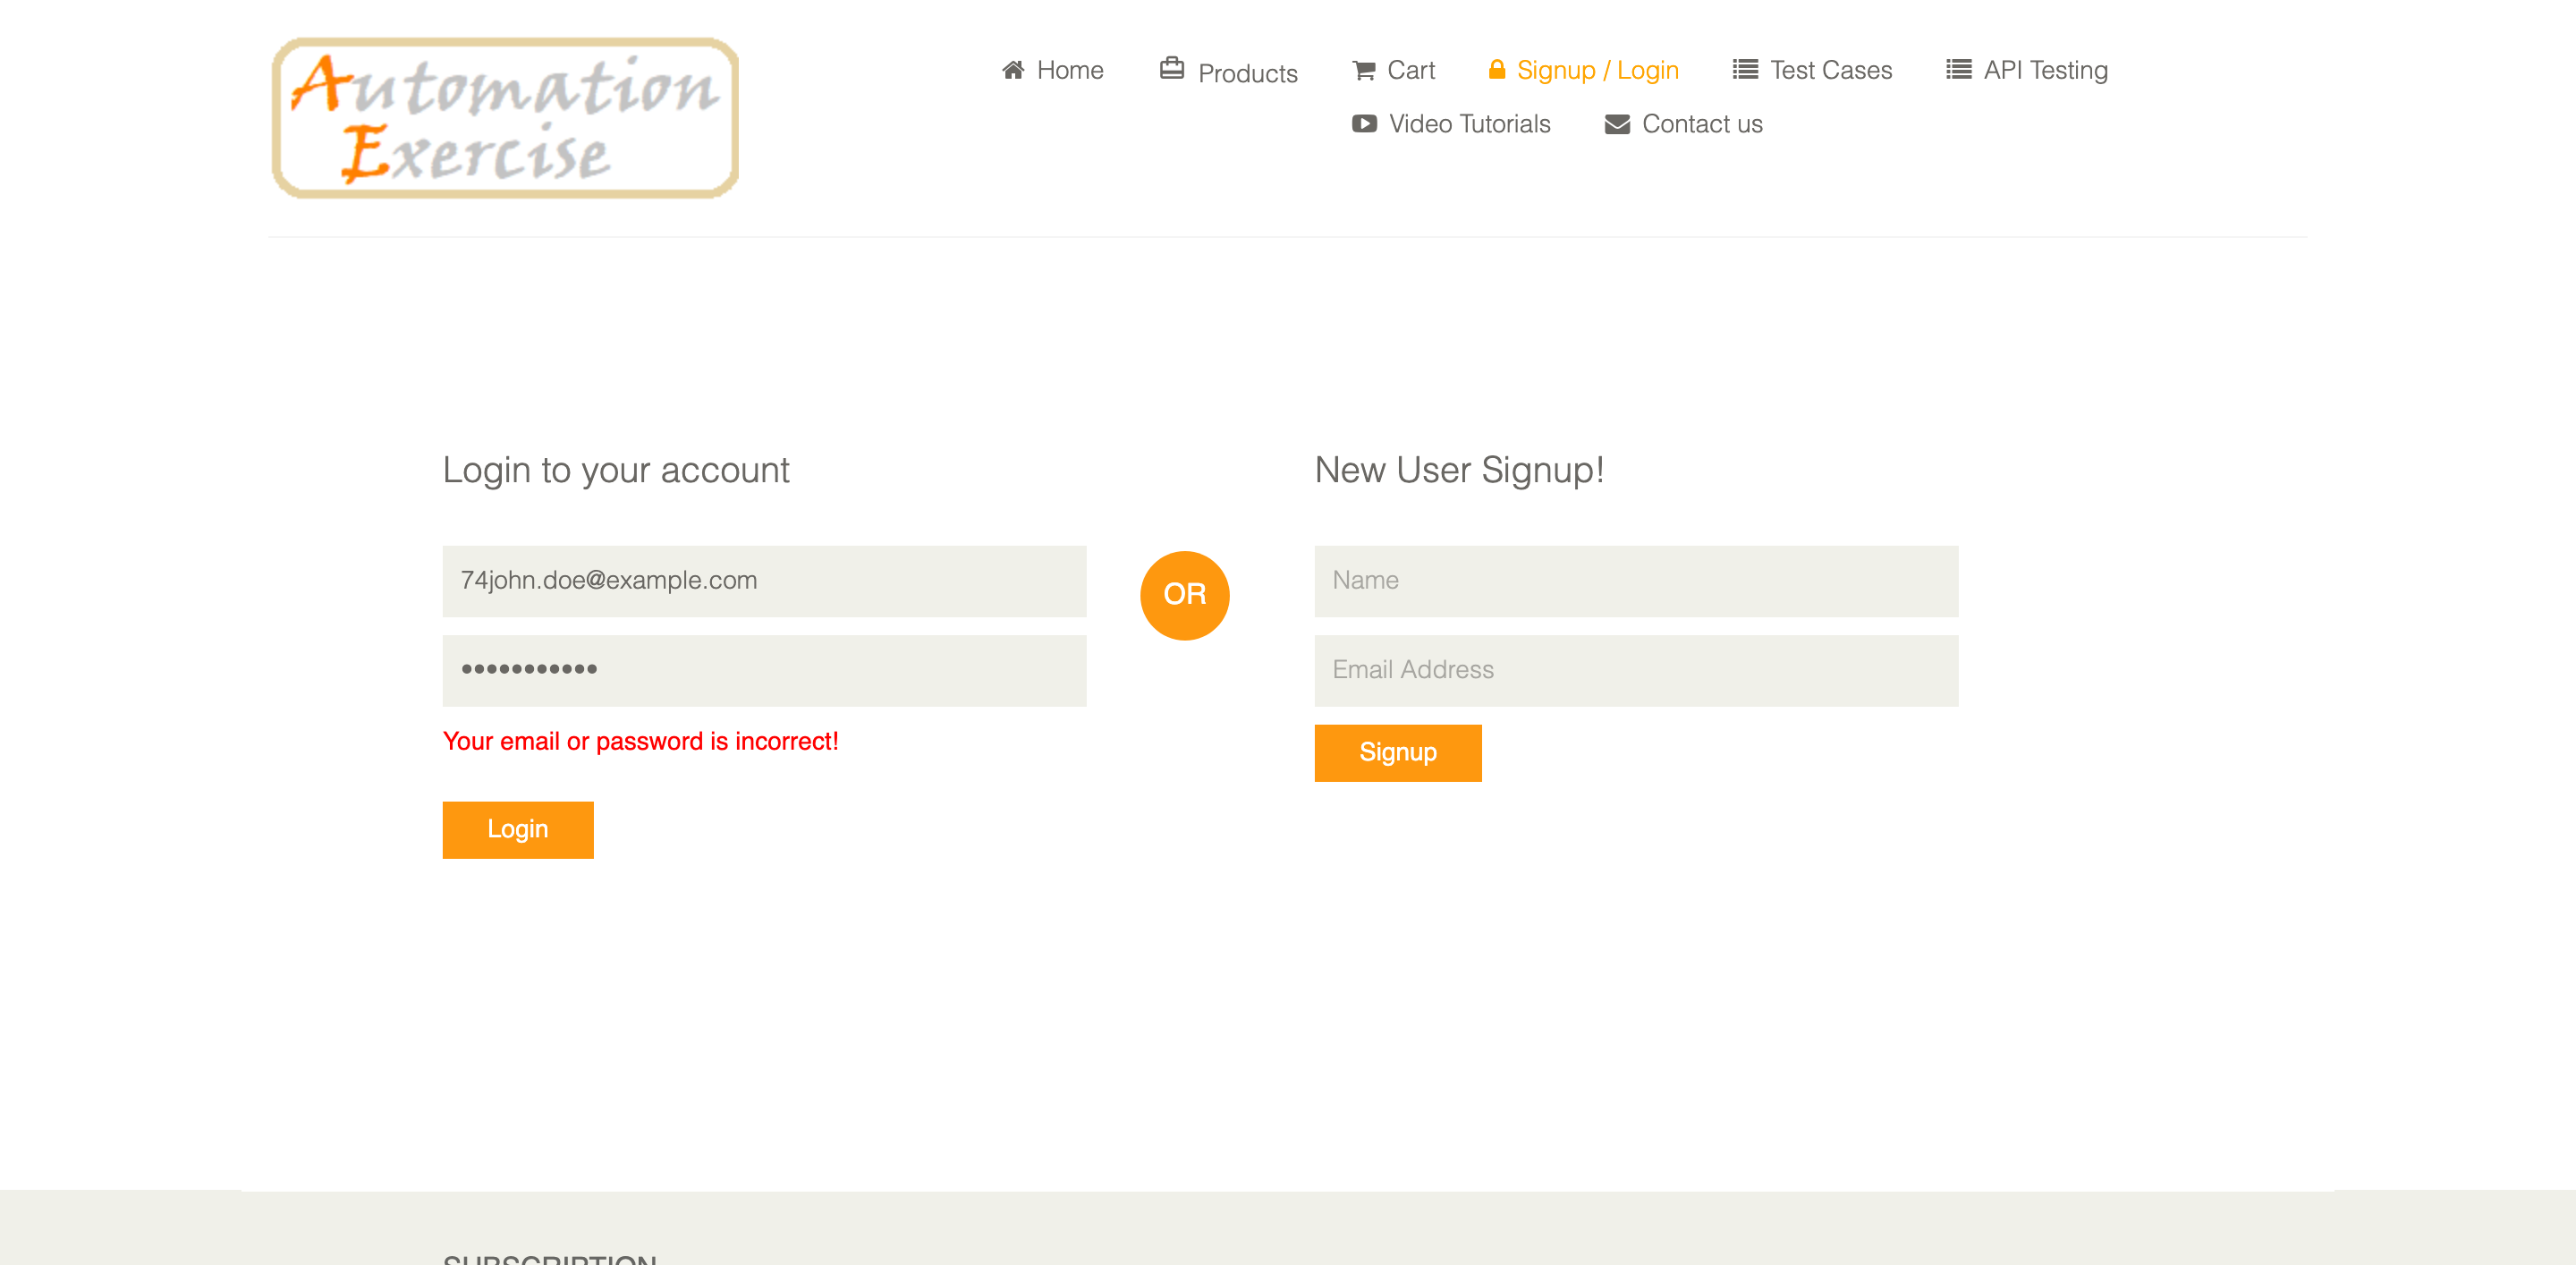 Automation
Exercise
Home Products Cart Signup / Login Test Cases API Testing
Video Tutorials Contact us
Login to your account
74john.doe@example.com
•••••••••••
Your email or password is incorrect!
Login
OR
New User Signup!
Name
Email Address
Signup
SUBSCRIPTION